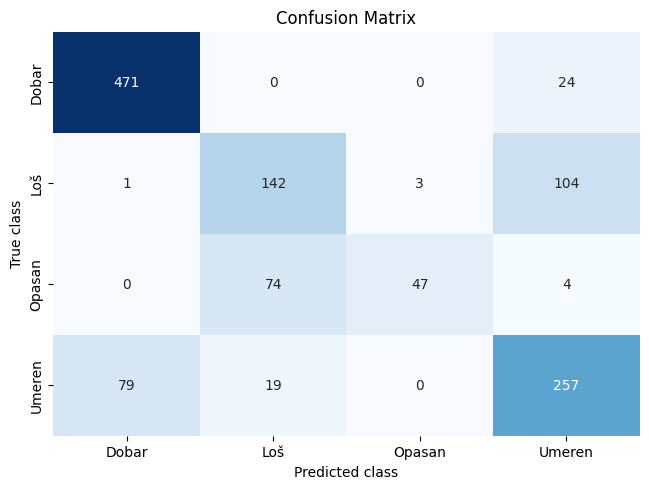 Confusion Matrix
True class
Dobar 471 0 0 24
Loš 1 142 3 104
Opasan 0 74 47 4
Umeren 79 19 0 257
Dobar Loš Opasan Umeren
Predicted class